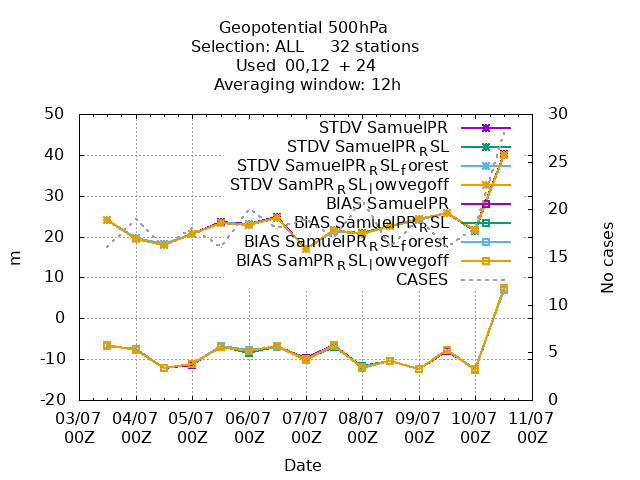 Geopotential 500hPa
Selection: ALL 32 stations
Used 00,12 + 24
Averaging window: 12h
50
40
30
20
10
0
-10
-20
m
30
25
20
15
10
5
0
No cases
STDV SamuelPR
STDV SamuelPR_RSL
STDV SamuelPR_RSL_forest
STDV SamPR_RSL_lowvegoff
BIAS SamuelPR
BIAS SamuelPR_RSL
BIAS SamuelPR_RSL_forest
BIAS SamPR_RSL_lowvegoff
CASES
03/07 04/07 05/07 06/07 07/07 08/07 09/07 10/07 11/07
00Z 00Z 00Z 00Z 00Z 00Z 00Z 00Z 00Z
Date